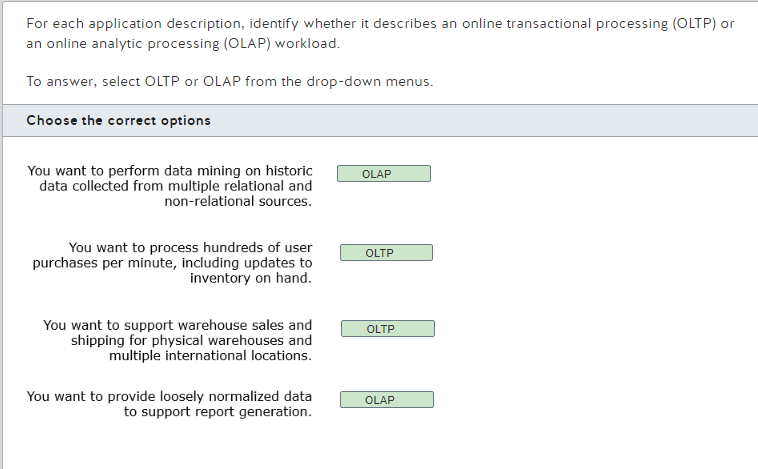 For each application description, identify whether it describes an online transactional processing (OLTP) or
an online analytic processing (OLAP) workload.
To answer, select OLTP or OLAP from the drop-down menus.
Choose the correct options
You want to perform data mining on historic
data collected from multiple relational and
non-relational sources.
OLAP
You want to process hundreds of user
purchases per minute, including updates to
inventory on hand.
OLTP
You want to support warehouse sales and
shipping for physical warehouses and
multiple international locations.
OLTP
You want to provide loosely normalized data
to support report generation.
OLAP